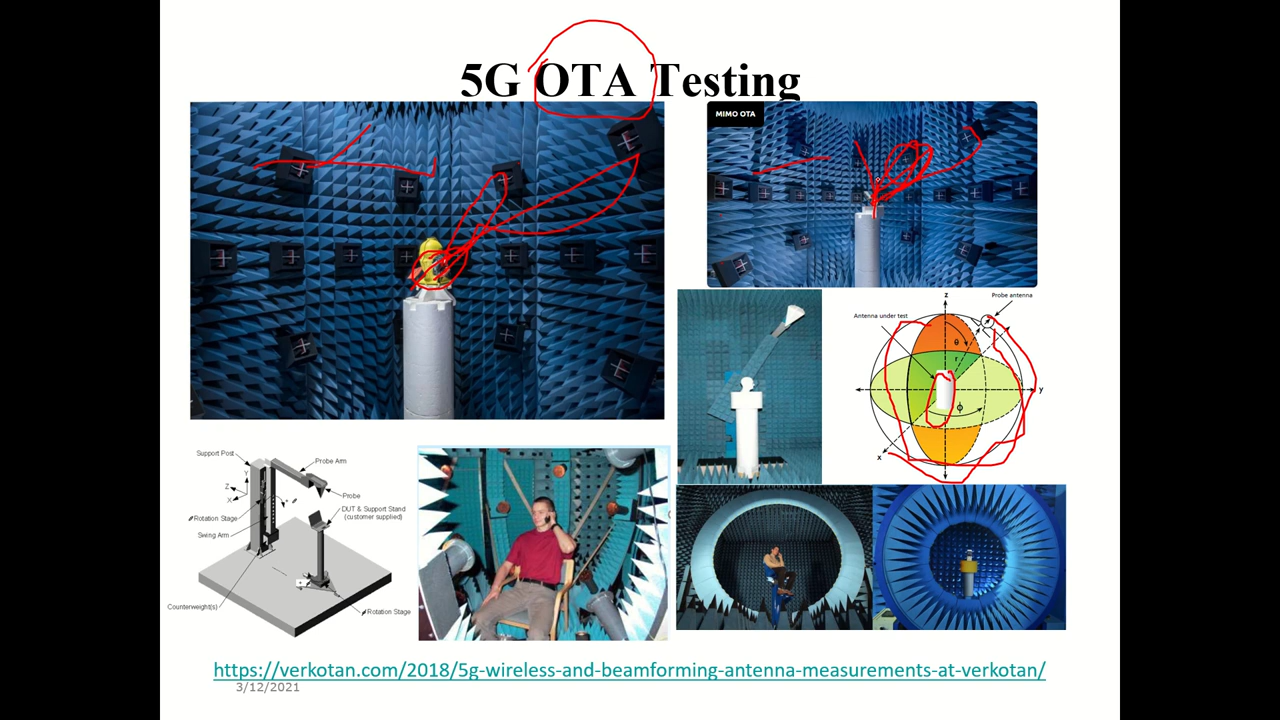 5G OTA Testing
MIMO OTA
Probe antenna
Antenna under test
z
θ
r
y
ϕ
x
Support Post
Probe Arm
Y
Z
X
Probe
DUT & Support Stand
(customer supplied)
Rotation Stage
Swing Arm
Counterweight(s)
Rotation Stage
https://verkotan.com/2018/5g-wireless-and-beamforming-antenna-measurements-at-verkotan/
3/12/2021